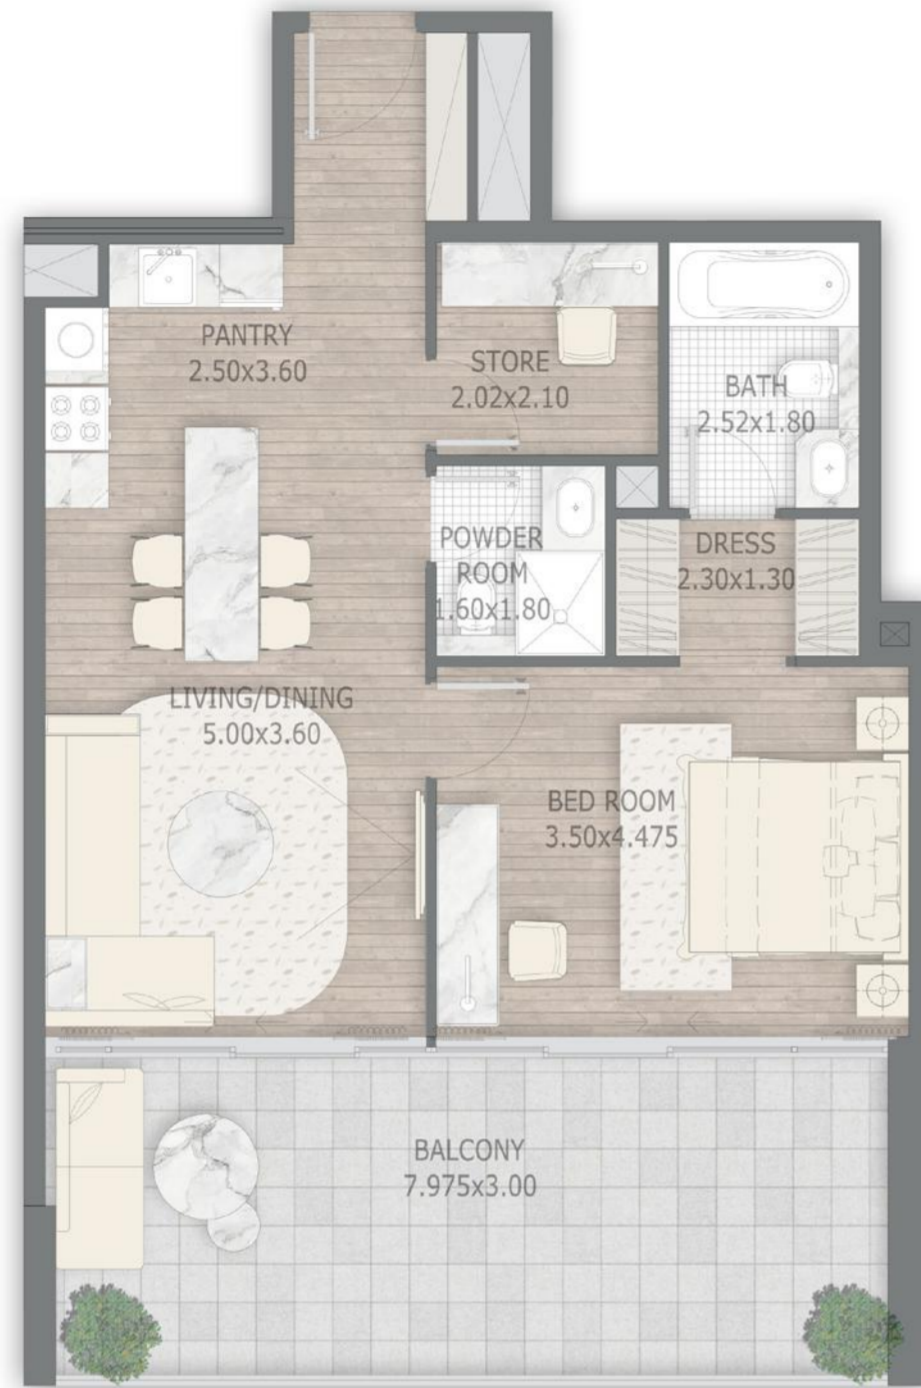 PANTRY
2.50x3.60
STORE
2.02x2.10
BATH
2.52x1.80
POWDER
ROOM
1.60x1.80
DRESS
2.30x1.30
LIVING/DINING
5.00x3.60
BED ROOM
3.50x4.475
BALCONY
7.975x3.00